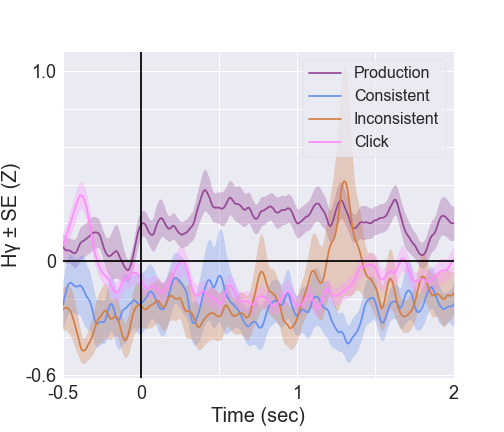 Hγ ± SE (Z)
1.0
0
-0.6
Production
Consistent
Inconsistent
Click
-0.5 0 1 2
Time (sec)